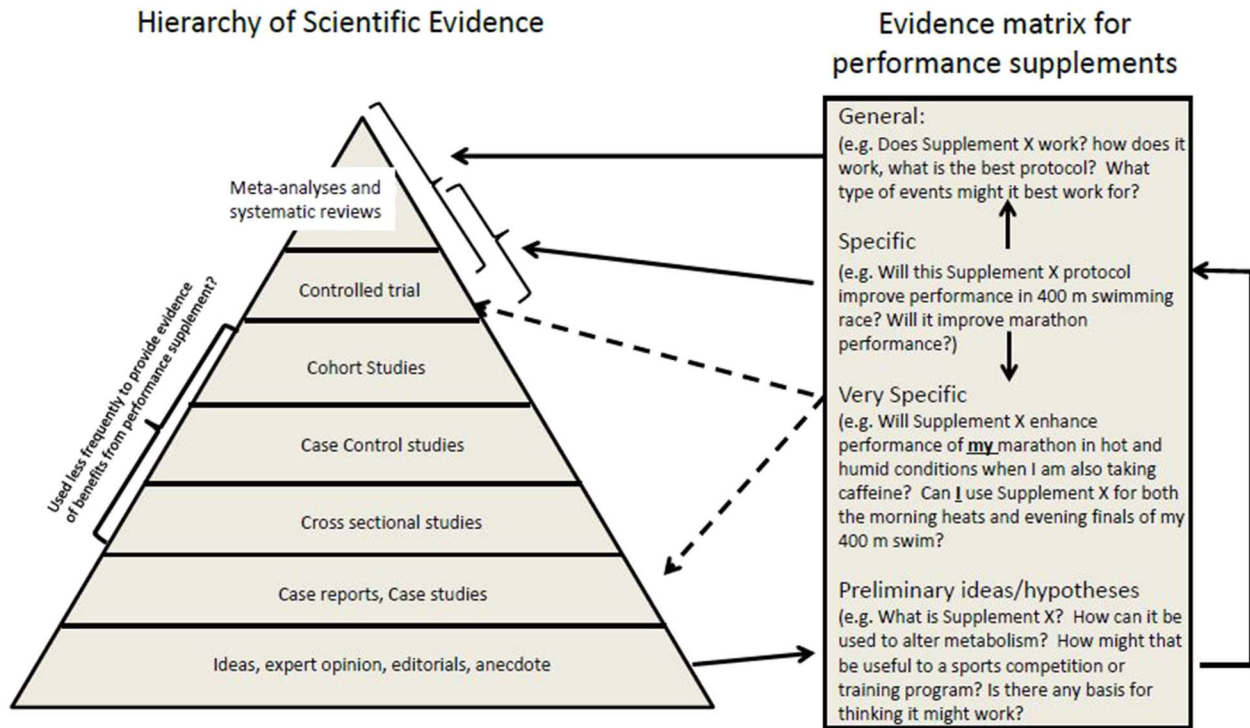 Hierarchy of Scientific Evidence
Meta-analyses and
systematic reviews
Controlled trial
Cohort Studies
Case Control studies
Cross sectional studies
Case reports, Case studies
Ideas, expert opinion, editorials, anecdote
Used less frequently to provide evidence
of benefits from performance supplement?
Evidence matrix for
performance supplements
General:
(e.g. Does Supplement X work? how does it
work, what is the best protocol? What
type of events might it best work for?
Specific
(e.g. Will this Supplement X protocol
improve performance in 400 m swimming
race? Will it improve marathon
performance?)
Very Specific
(e.g. Will Supplement X enhance
performance of my marathon in hot and
humid conditions when I am also taking
caffeine? Can I use Supplement X for both
the morning heats and evening finals of my
400 m swim?
Preliminary ideas/hypotheses
(e.g. What is Supplement X? How can it be
used to alter metabolism? How might that
be useful to a sports competition or
training program? Is there any basis for
thinking it might work?